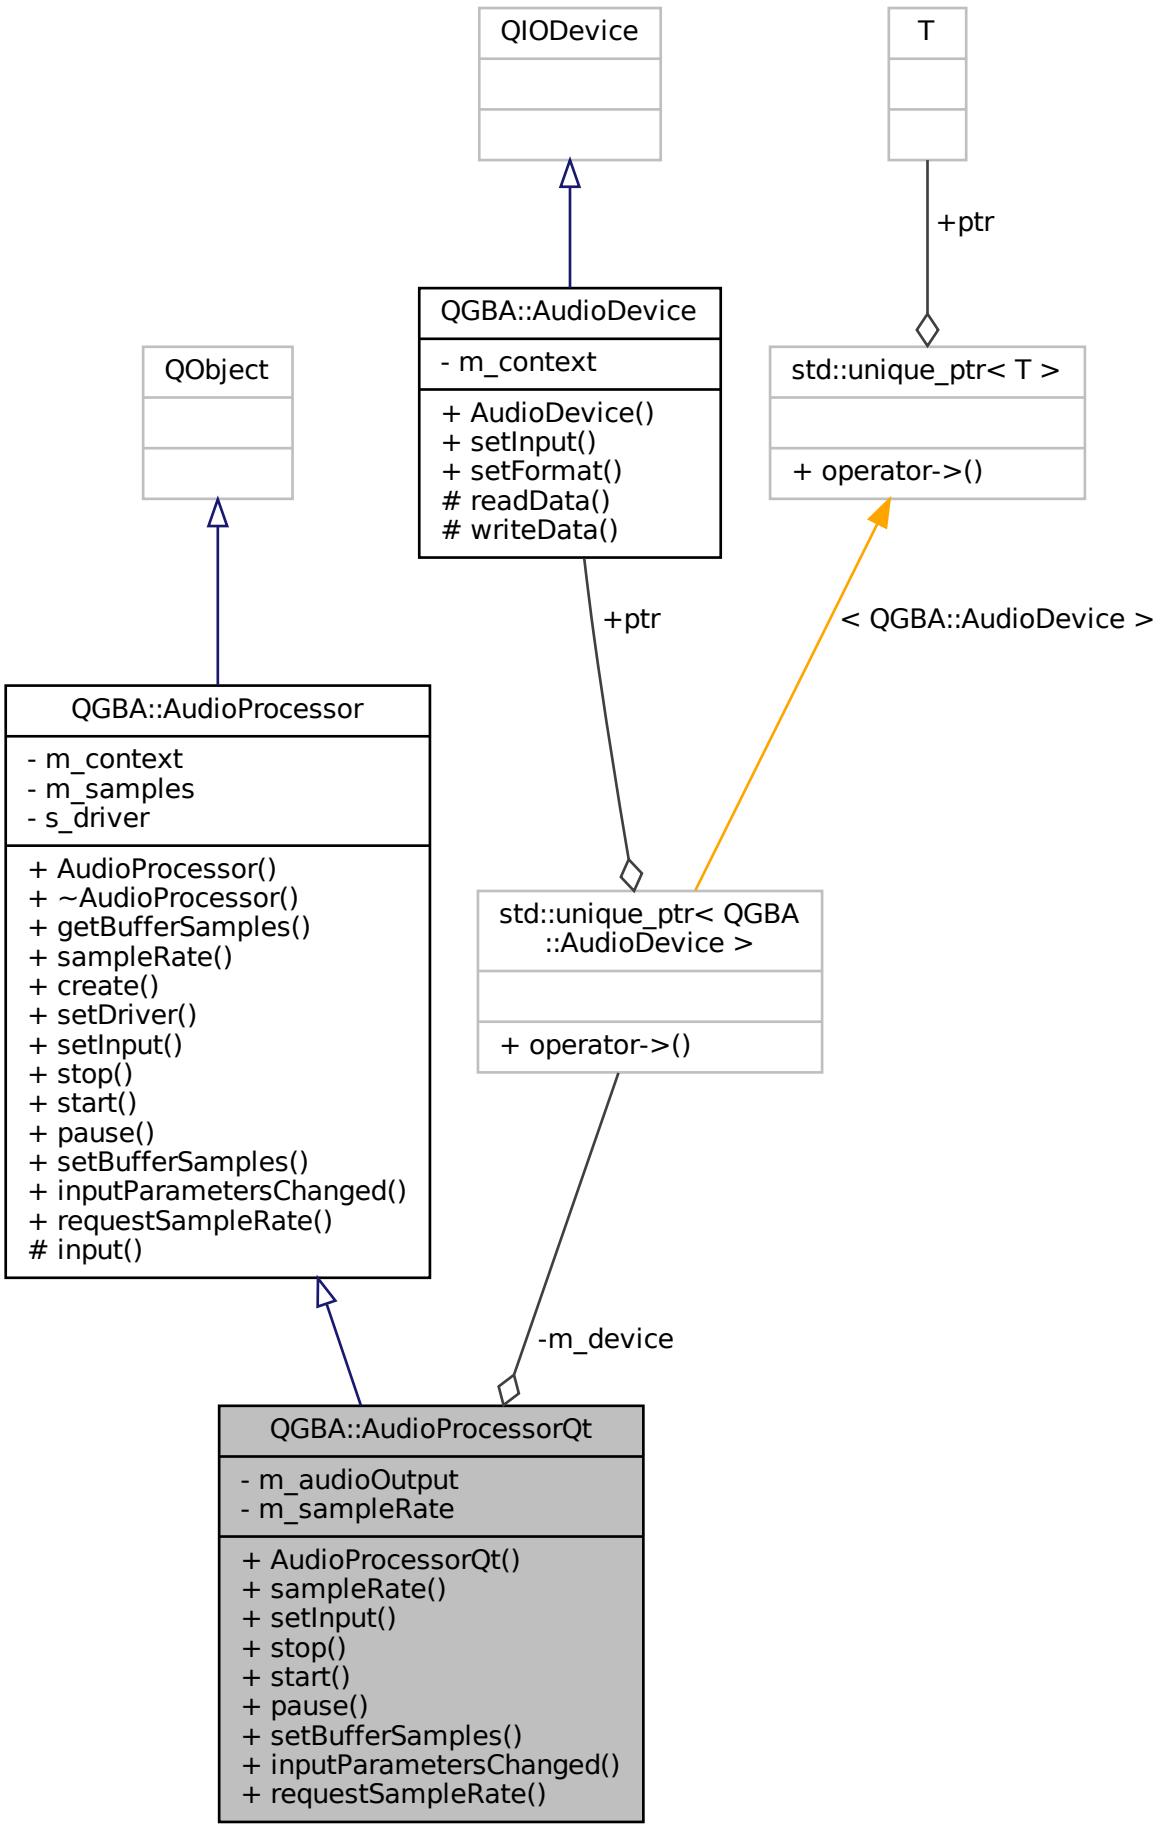 QIODevice
T
+ptr
QGBA::AudioDevice
- m_context
+ AudioDevice()
+ setInput()
+ setFormat()
# readData()
# writeData()
QObject
std::unique_ptr< T >
+ operator->()
+ptr
< QGBA::AudioDevice >
QGBA::AudioProcessor
- m_context
- m_samples
- s_driver
+ AudioProcessor()
+ ~AudioProcessor()
+ getBufferSamples()
+ sampleRate()
+ create()
+ setDriver()
+ setInput()
+ stop()
+ start()
+ pause()
+ setBufferSamples()
+ inputParametersChanged()
+ requestSampleRate()
# input()
std::unique_ptr< QGBA
::AudioDevice >
+ operator->()
-m_device
QGBA::AudioProcessorQt
- m_audioOutput
- m_sampleRate
+ AudioProcessorQt()
+ sampleRate()
+ setInput()
+ stop()
+ start()
+ pause()
+ setBufferSamples()
+ inputParametersChanged()
+ requestSampleRate()